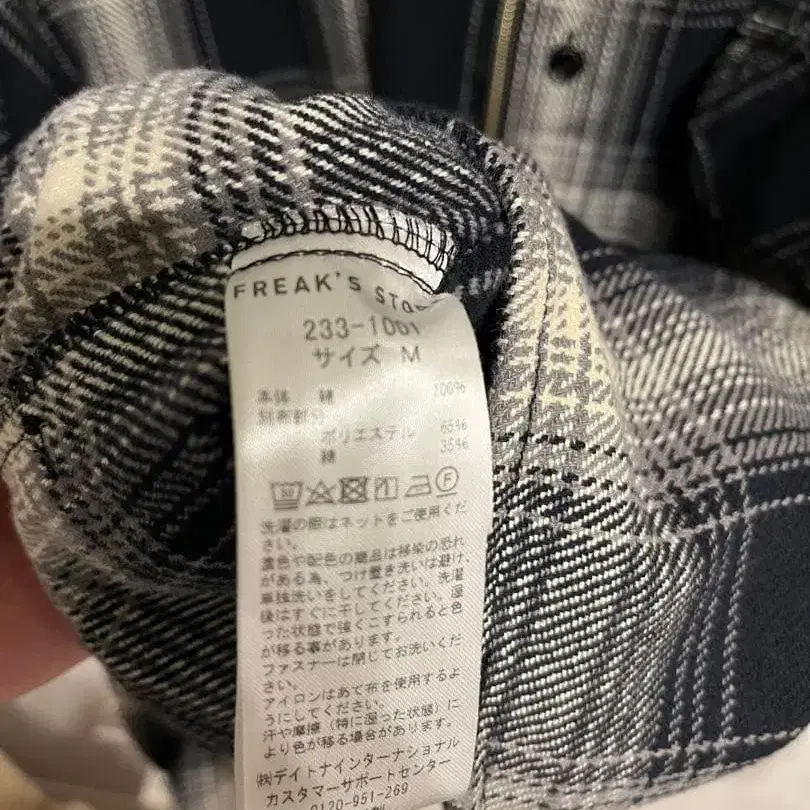 FREAK'S STO
233-1001
サイズ M
本体 綿 100%
別布部分
ポリエステル 65%
綿 35%
洗濯の際はネットをご使用くだ
さい。
濃色や配色の商品は移染の恐れ
がある為、つけ置き洗いは避け、
単独洗いをしてください。洗濯
後はすぐに干してください。湿
った状態で強くこすられると色
が移る事があります。
ファスナーは閉じてお洗いくだ
さい。
アイロンはあて布を使用するよ
うにしてください。
汗や摩擦（特に湿った状態）に
より色が移る場合があります。
㈱デイトナインターナショナル
カスタマーサポートセンター
0120-951-269